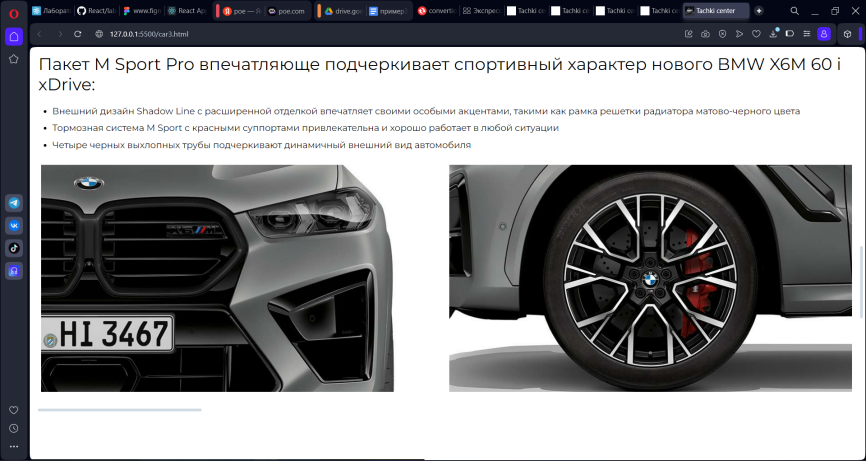 Лаборат
React/lab
www.figm
React App
poe — Я-
poe.com
drive.goo
пример
convertic
Экспрес
Tachki ce
Tachki ce
Tachki ce
Tachki ce
Tachki center
127.0.0.1:5500/car3.html
Пакет M Sport Pro впечатляюще подчеркивает спортивный характер нового BMW X6M 60 i
xDrive:
• Внешний дизайн Shadow Line с расширенной отделкой впечатляет своими особыми акцентами, такими как рамка решетки радиатора матово-черного цвета
• Тормозная система M Sport с красными суппортами привлекательна и хорошо работает в любой ситуации
• Четыре черных выхлопных трубы подчеркивают динамичный внешний вид автомобиля
HI 3467